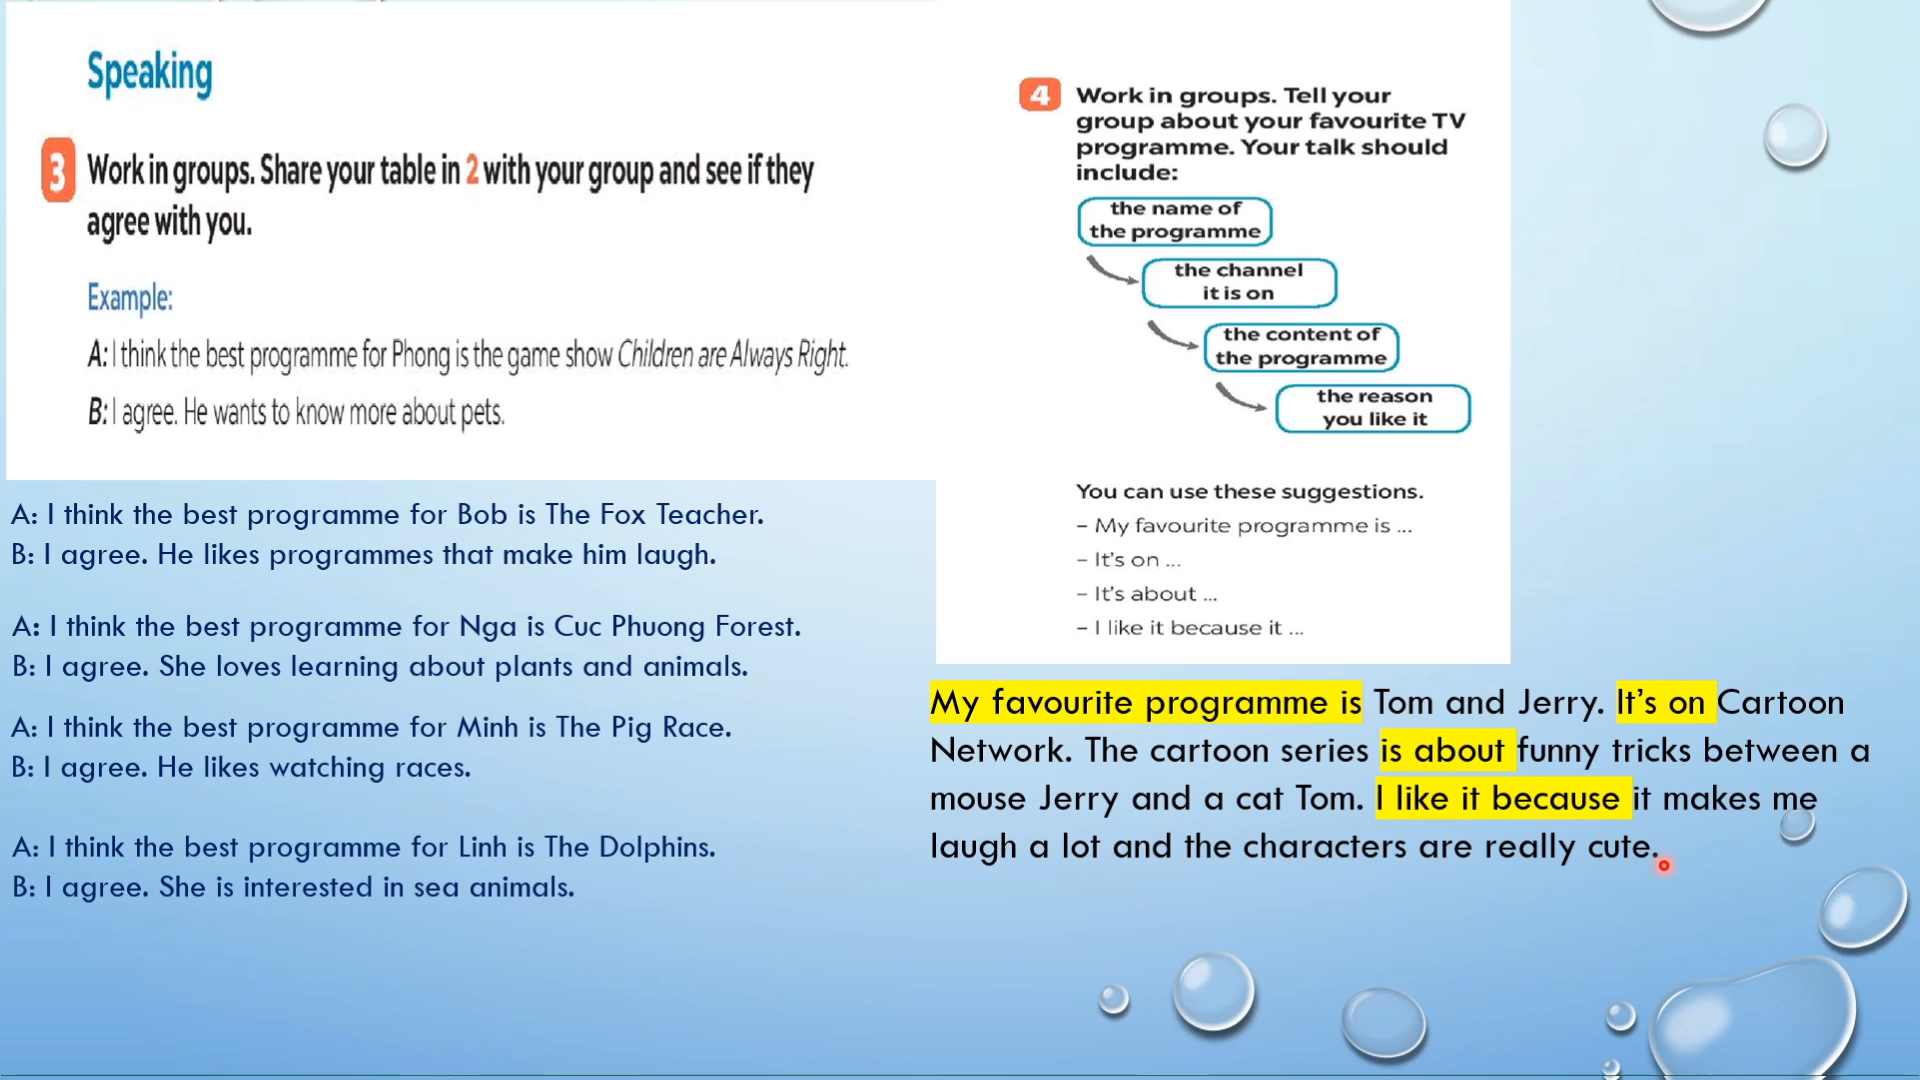 Speaking
3 Work in groups. Share your table in 2 with your group and see if they
agree with you.
Example:
A: I think the best programme for Phong is the game show Children are Always Right.
B: I agree. He wants to know more about pets.
A: I think the best programme for Bob is The Fox Teacher.
B: I agree. He likes programmes that make him laugh.
A: I think the best programme for Nga is Cuc Phuong Forest.
B: I agree. She loves learning about plants and animals.
A: I think the best programme for Minh is The Pig Race.
B: I agree. He likes watching races.
A: I think the best programme for Linh is The Dolphins.
B: I agree. She is interested in sea animals.
4 Work in groups. Tell your
group about your favourite TV
programme. Your talk should
include:
the name of
the programme
the channel
it is on
the content of
the programme
the reason
you like it
You can use these suggestions.
– My favourite programme is ...
– It's on ...
– It's about ...
– I like it because it ...
My favourite programme is Tom and Jerry. It's on Cartoon
Network. The cartoon series is about funny tricks between a
mouse Jerry and a cat Tom. I like it because it makes me
laugh a lot and the characters are really cute.